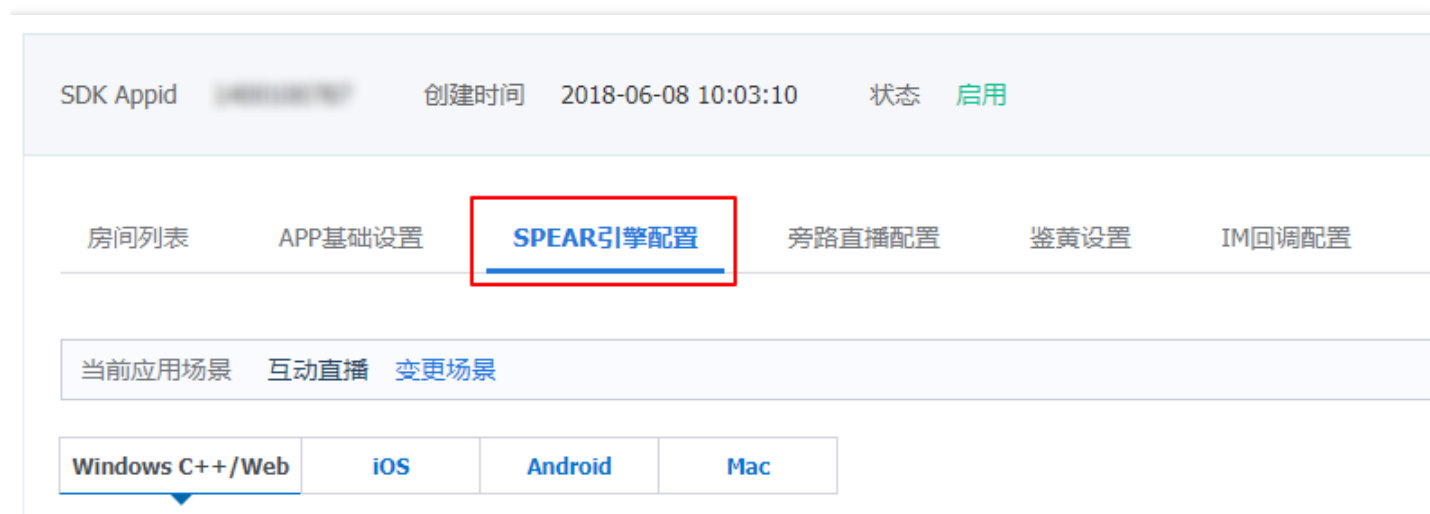 SDK Appid 创建时间 2018-06-08 10:03:10 状态 启用
房间列表 APP基础设置 SPEAR引擎配置 旁路直播配置 鉴黄设置 IM回调配置
当前应用场景 互动直播 变更场景
Windows C++/Web iOS Android Mac